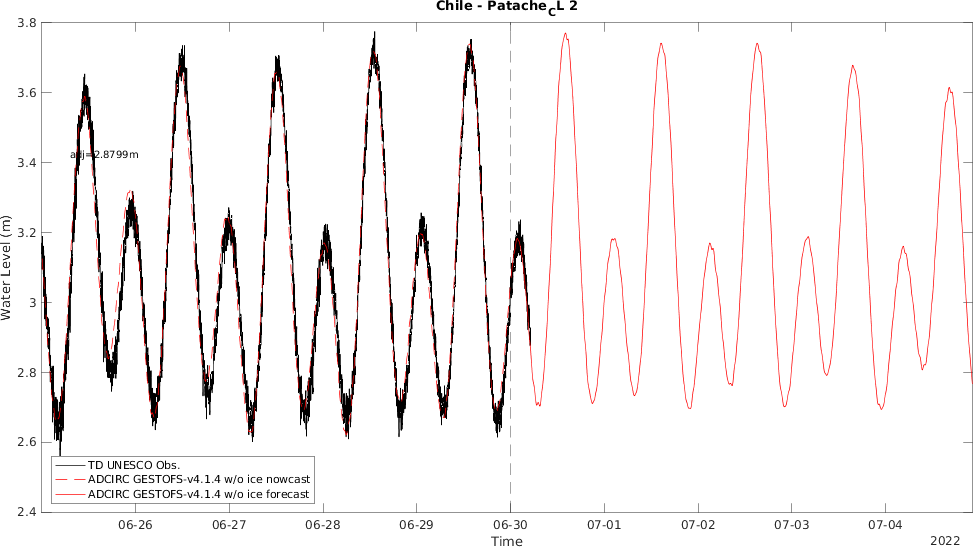 Chile - Patache_CL 2
3.8
3.6
3.4
3.2
3
2.8
2.6
2.4
Water Level (m)
adj=2.8799m
TD UNESCO Obs.
ADCIRC GESTOFS-v4.1.4 w/o ice nowcast
ADCIRC GESTOFS-v4.1.4 w/o ice forecast
06-26 06-27 06-28 06-29 06-30 07-01 07-02 07-03 07-04
Time
2022